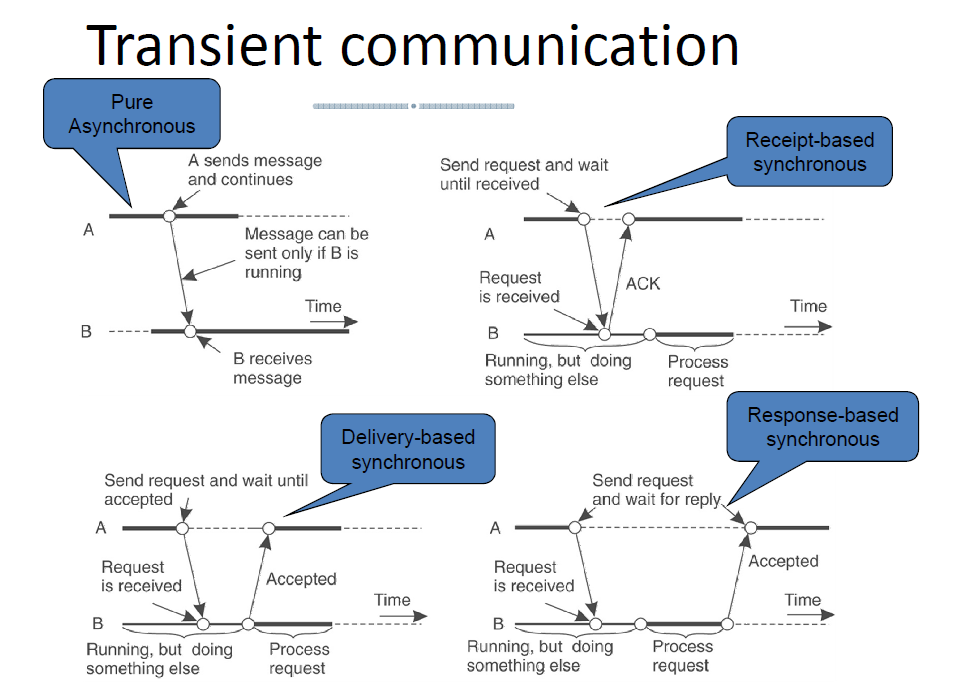 Transient communication
Pure
Asynchronous
A sends message
and continues
A
Message can be
sent only if B is
running
Time
B
B receives
message
Receipt-based
synchronous
Send request and wait
until received
A
Request
is received
ACK
Time
B
Running, but doing
something else
Process
request
Delivery-based
synchronous
Send request and wait until
accepted
A
Request
is received
Accepted
Time
B
Running, but doing
something else
Process
request
Response-based
synchronous
Send request
and wait for reply
A
Request
is received
Accepted
Time
B
Running, but doing
something else
Process
request